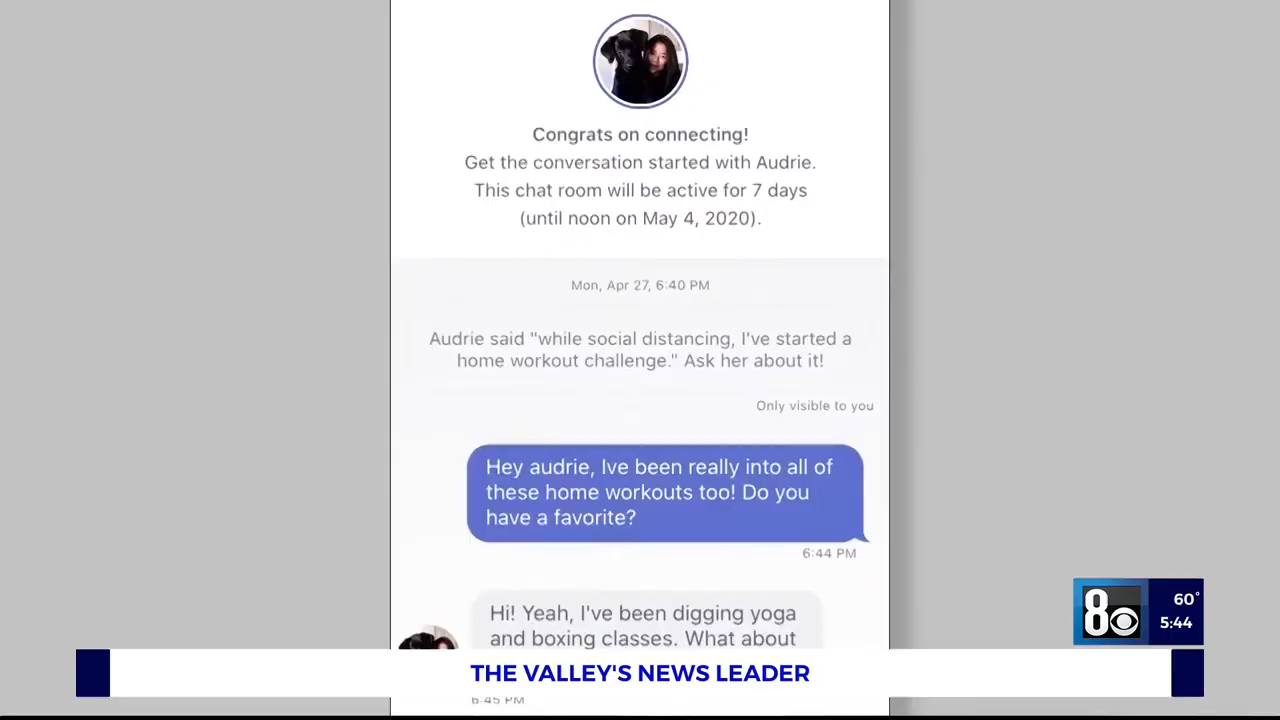 Congrats on connecting!
Get the conversation started with Audrie.
This chat room will be active for 7 days
(until noon on May 4, 2020).
Mon, Apr 27, 6:40 PM
Audrie said "while social distancing, I've started a
home workout challenge." Ask her about it!
Only visible to you
Hey audrie, Ive been really into all of
these home workouts too! Do you
have a favorite?
6:44 PM
Hi! Yeah, I've been digging yoga
and boxing classes. What about
6:45 PM
8
60°
5:44
THE VALLEY'S NEWS LEADER